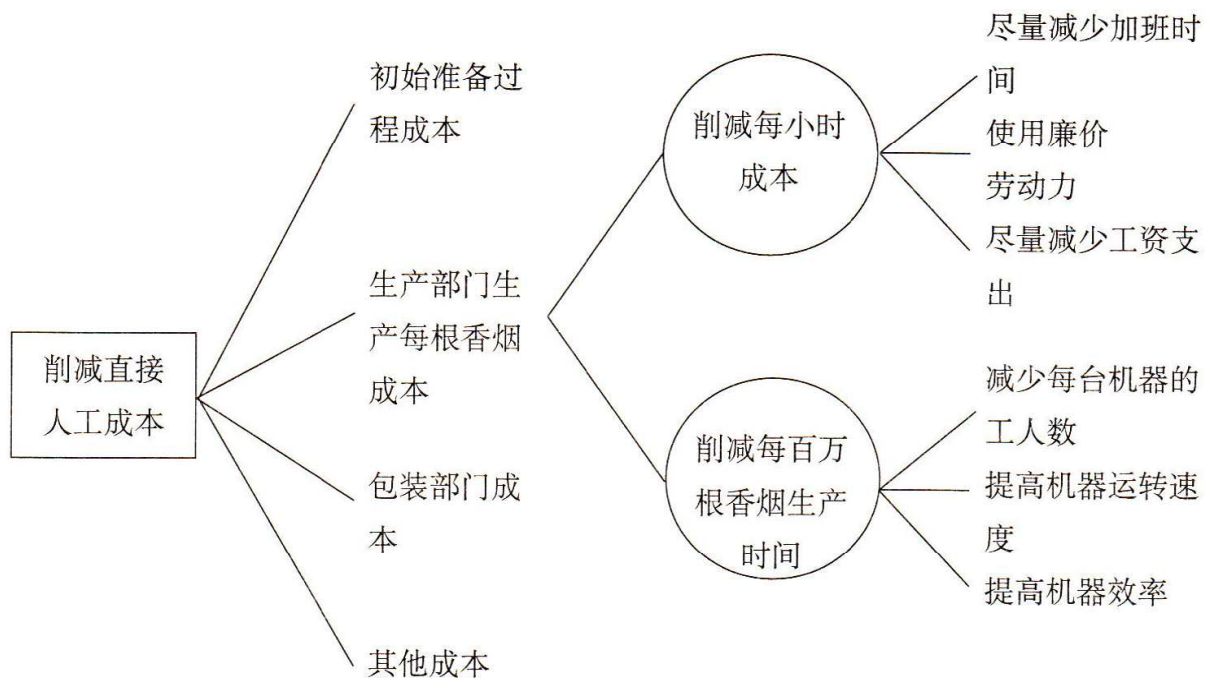 削减直接
人工成本
初始准备过
程成本
生产部门生
产每根香烟
成本
包装部门成
本
其他成本
削减每小时
成本
削减每百万
根香烟生产
时间
尽量减少加班时
间
使用廉价
劳动力
尽量减少工资支
出
减少每台机器的
工人数
提高机器运转速
度
提高机器效率